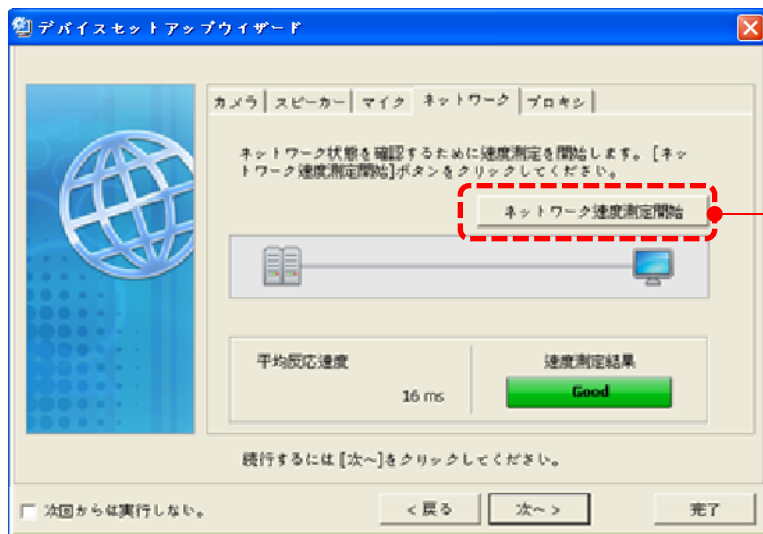 デバイスセットアップウィザード
カメラ スピーカー マイク ネットワーク プロキシ
ネットワーク状態を確認するために速度測定を開始します。[ネッ
トワーク速度測定開始]ボタンをクリックしてください。
ネットワーク速度測定開始
平均反応速度 速度測定結果
16 ms Good
続行するには [次へ]をクリックしてください。
次回からは実行しない。 < 戻る 次へ > 完了